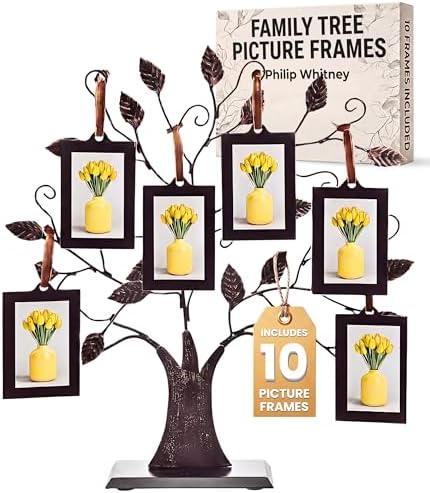 FAMILY TREE
PICTURE FRAMES
Philip Whitney
10 FRAMES INCLUDED
INCLUDES
10
PICTURE
FRAMES